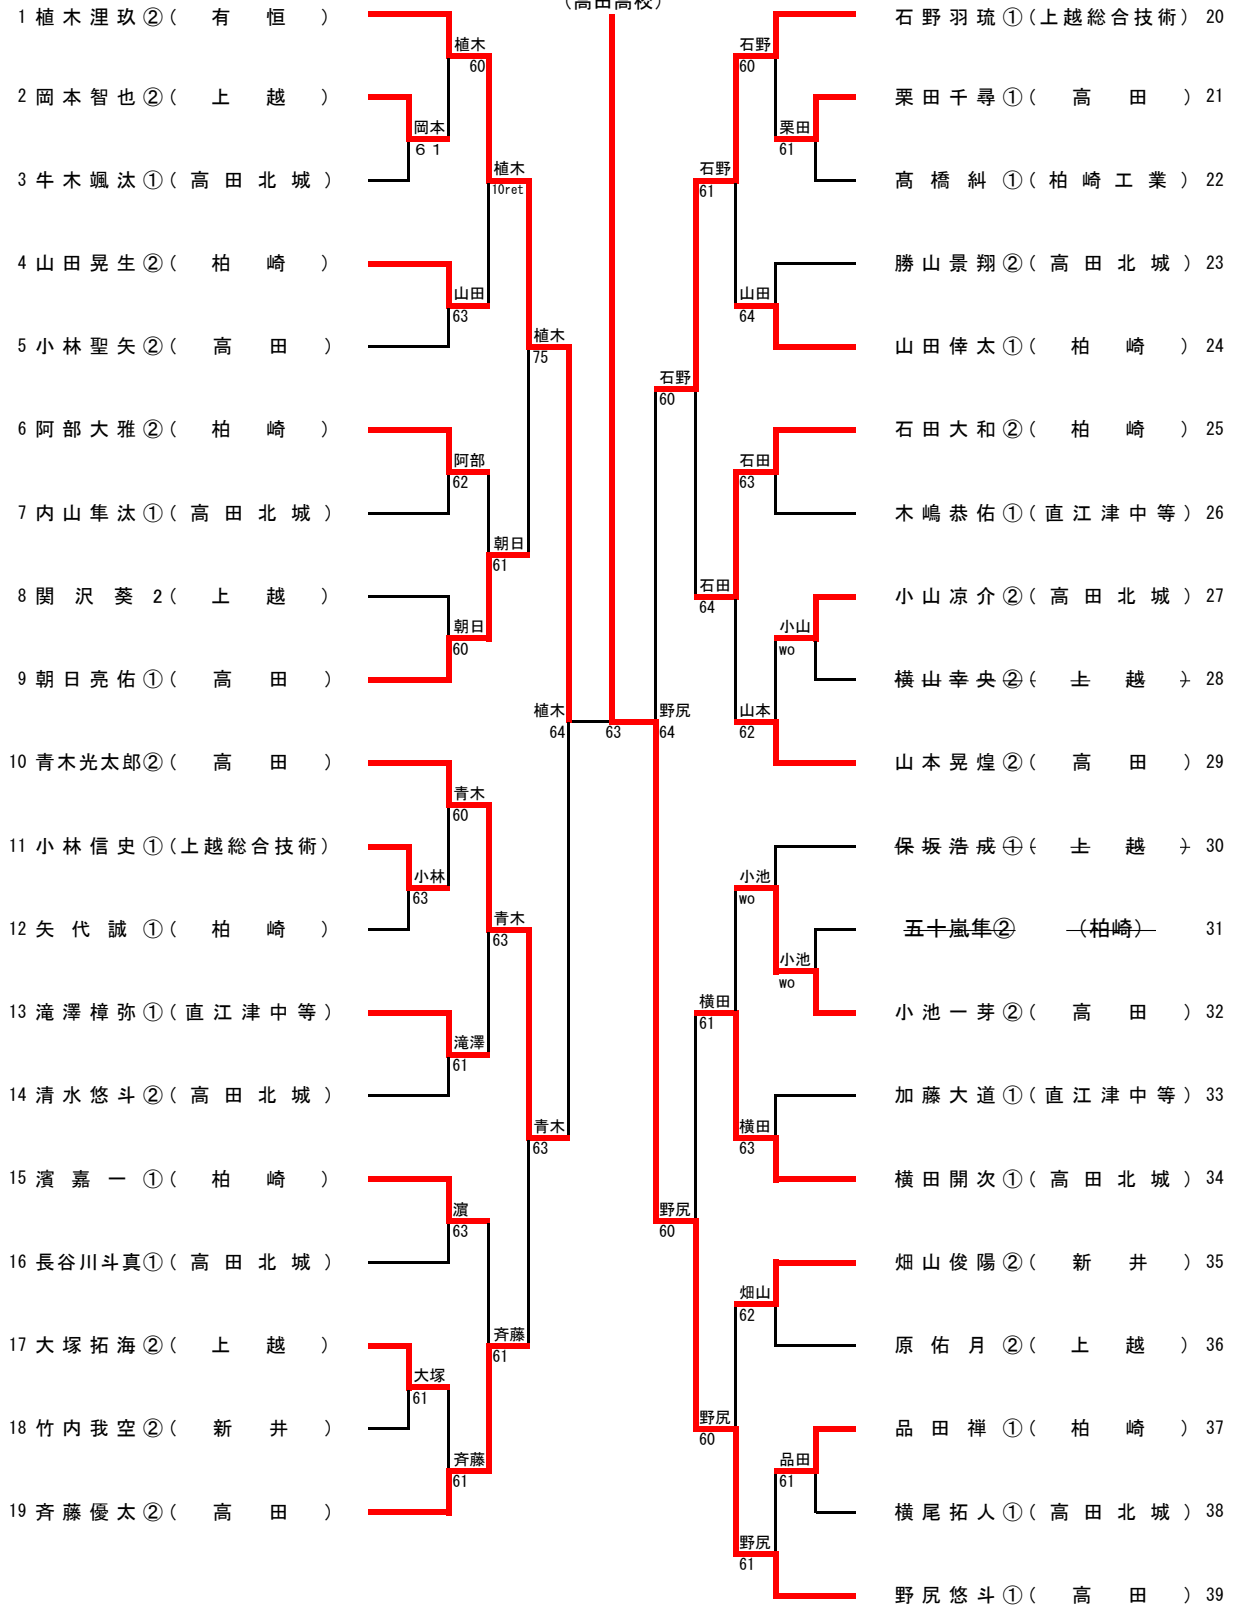 (高田高校)
1 植木浬玖② ( 有 恒 )
植木
60
2 岡本智也② ( 上 越 )
岡本
6 1
3 牛木颯汰① ( 高田北城 )
植木
10ret
4 山田晃生② ( 柏 崎 )
山田
63
5 小林聖矢② ( 高 田 )
植木
75
6 阿部大雅② ( 柏 崎 )
阿部
62
7 内山隼汰① ( 高田北城 )
朝日
61
8 関沢葵2 ( 上 越 )
朝日
60
9 朝日亮佑① ( 高 田 )
植木
64
63
10 青木光太郎② ( 高 田 )
青木
60
11 小林信史① (上越総合技術)
小林
63
12 矢代誠① ( 柏 崎 )
青木
63
13 滝澤樟弥① ( 直江津中等 )
滝澤
61
14 清水悠斗② ( 高田北城 )
青木
63
15 濱嘉一① ( 柏 崎 )
濵
63
16 長谷川斗真① ( 高田北城 )
斉藤
61
17 大塚拓海② ( 上 越 )
大塚
61
18 竹内我空② ( 新 井 )
斉藤
61
19 斉藤優太② ( 高 田 )
石野羽琉① (上越総合技術) 20
石野
60
栗田千尋① ( 高 田 ) 21
栗田
61
髙橋糾① ( 柏崎工業 ) 22
石野
61
勝山景翔② ( 高田北城 ) 23
山田
64
山田倖太① ( 柏 崎 ) 24
石野
60
石田大和② ( 柏 崎 ) 25
石田
63
木嶋恭佑① ( 直江津中等 ) 26
石田
64
小山凉介② ( 高田北城 ) 27
小山
wo
横山幸央② ( 上 越 ) 28
山本
62
野尻
64
山本晃煌② ( 高 田 ) 29
保坂浩成① ( 上 越 ) 30
小池
wo
五十嵐隼② (柏崎) 31
小池
wo
小池一芽② ( 高 田 ) 32
横田
61
加藤大道① ( 直江津中等 ) 33
横田
63
横田開次① ( 高田北城 ) 34
野尻
60
畑山俊陽② ( 新 井 ) 35
畑山
62
原佑月② ( 上 越 ) 36
野尻
60
品田禅① ( 柏 崎 ) 37
品田
61
横尾拓人① ( 高田北城 ) 38
野尻
61
野尻悠斗① ( 高 田 ) 39